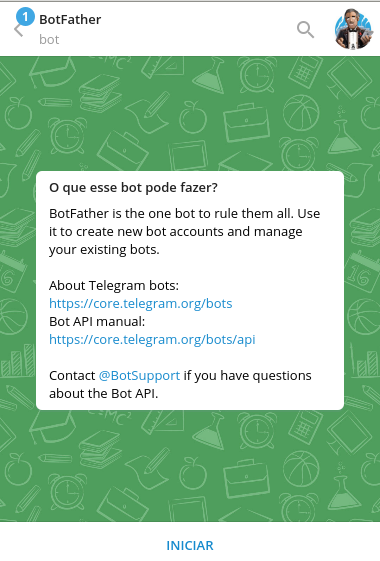 1
BotFather
bot
O que esse bot pode fazer?
BotFather is the one bot to rule them all. Use
it to create new bot accounts and manage
your existing bots.
About Telegram bots:
https://core.telegram.org/bots
Bot API manual:
https://core.telegram.org/bots/api
Contact @BotSupport if you have questions
about the Bot API.
INICIAR